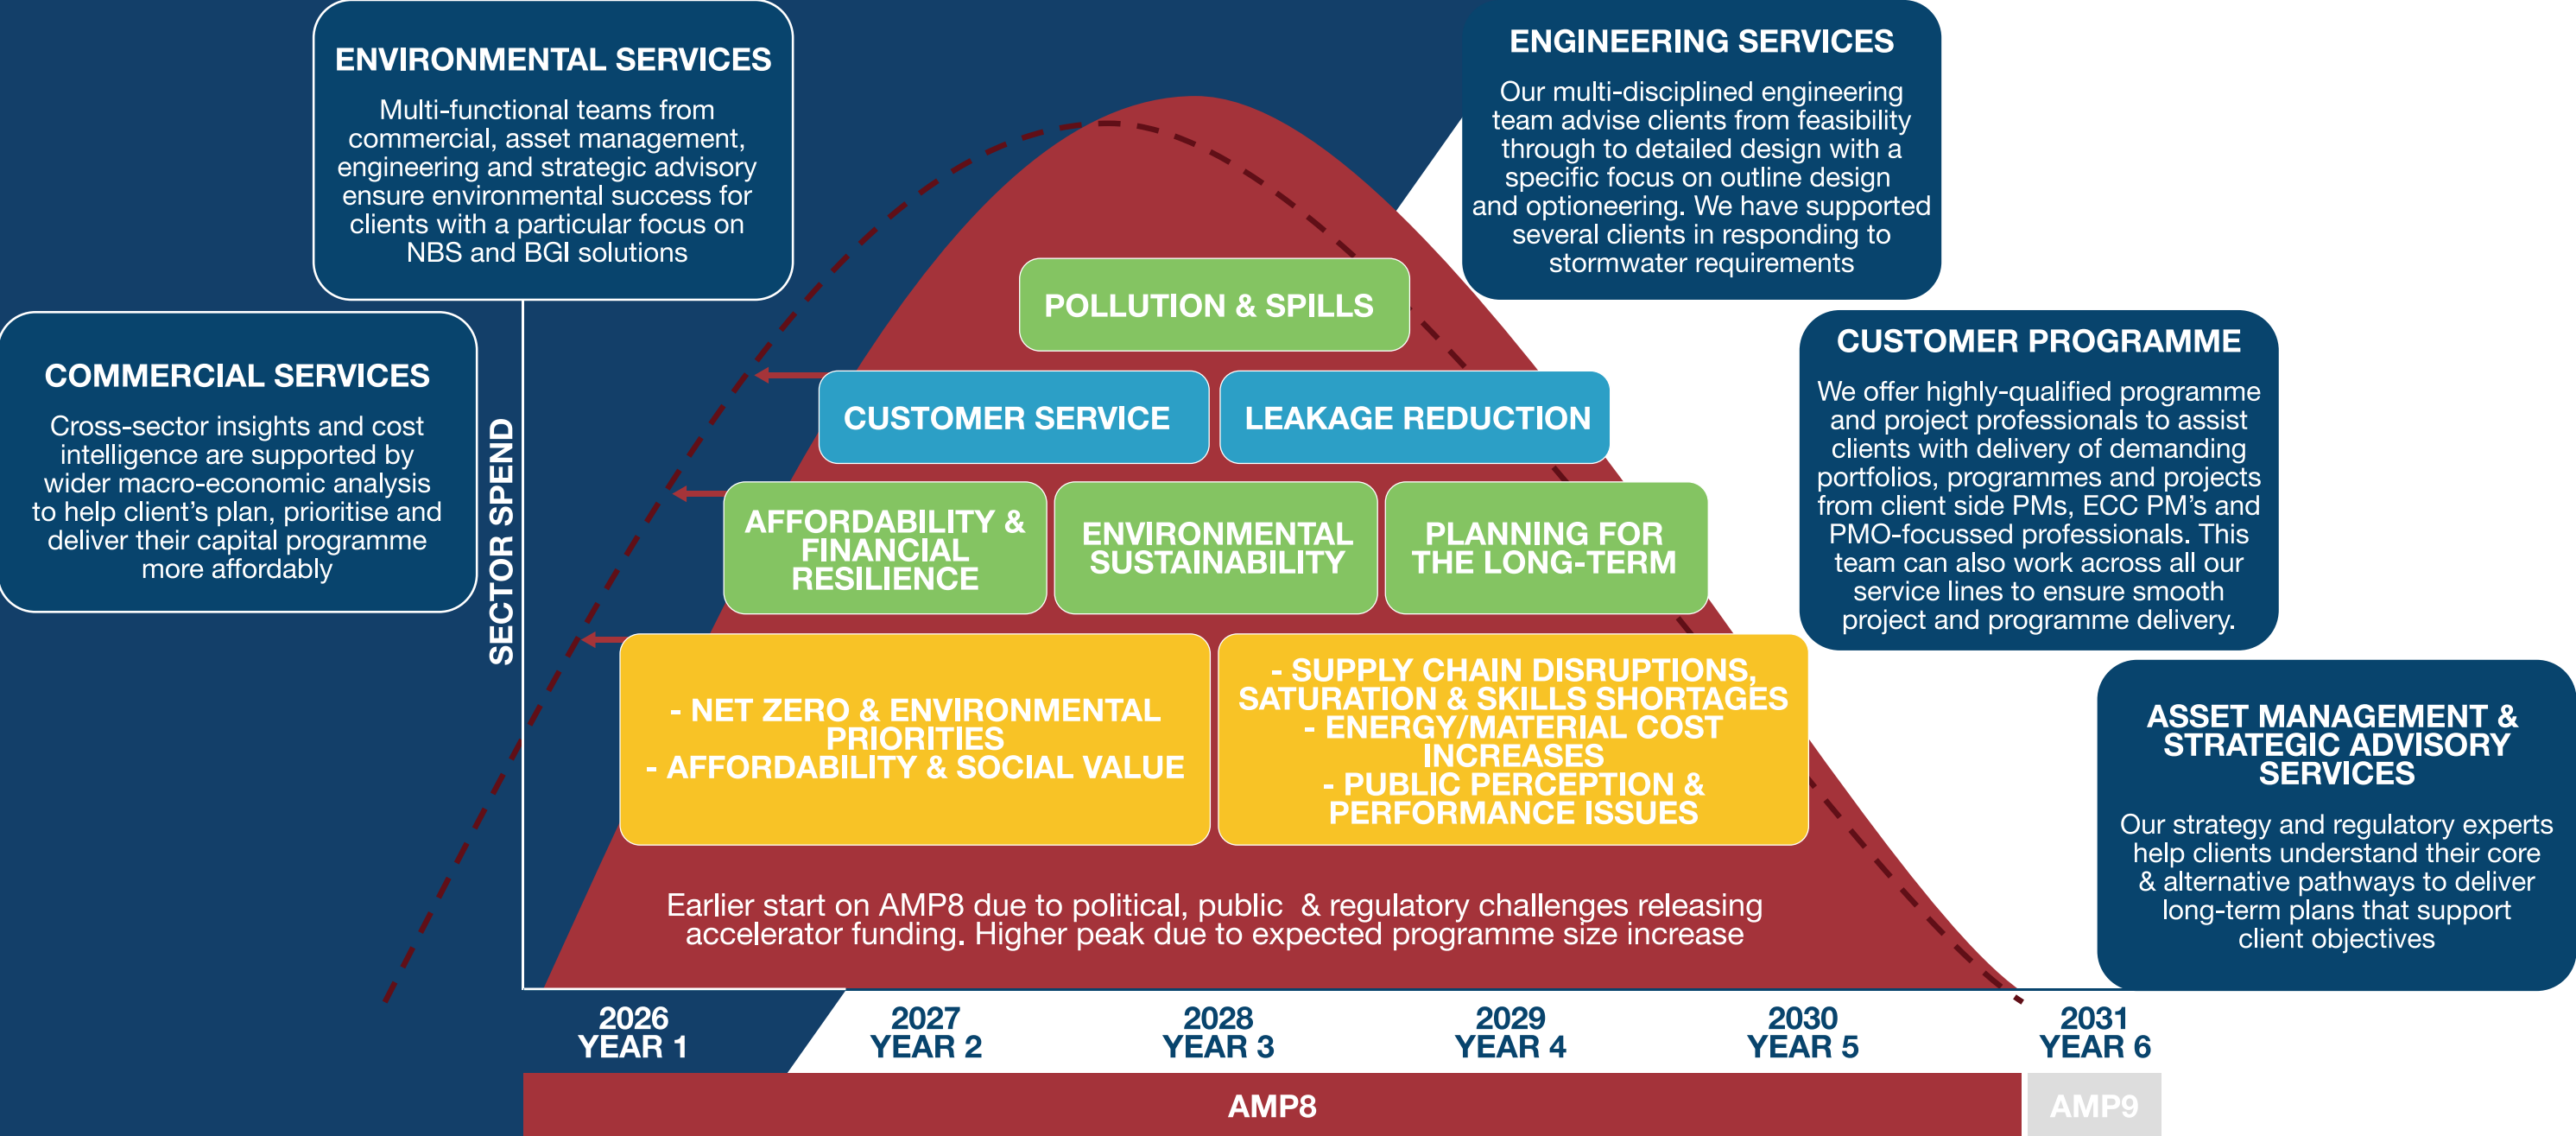 ENVIRONMENTAL SERVICES
Multi-functional teams from
commercial, asset management,
engineering and strategic advisory
ensure environmental success for
clients with a particular focus on
NBS and BGI solutions
ENGINEERING SERVICES
Our multi-disciplined engineering
team advise clients from feasibility
through to detailed design with a
specific focus on outline design
and optioneering. We have supported
several clients in responding to
stormwater requirements
COMMERCIAL SERVICES
Cross-sector insights and cost
intelligence are supported by
wider macro-economic analysis
to help client’s plan, prioritise and
deliver their capital programme
more affordably
CUSTOMER PROGRAMME
We offer highly-qualified programme
and project professionals to assist
clients with delivery of demanding
portfolios, programmes and projects
from client side PMs, ECC PM’s and
PMO-focussed professionals. This
team can also work across all our
service lines to ensure smooth
project and programme delivery.
ASSET MANAGEMENT &
STRATEGIC ADVISORY
SERVICES
Our strategy and regulatory experts
help clients understand their core
& alternative pathways to deliver
long-term plans that support
client objectives
SECTOR SPEND
POLLUTION & SPILLS
CUSTOMER SERVICE
LEAKAGE REDUCTION
AFFORDABILITY &
FINANCIAL
RESILIENCE
ENVIRONMENTAL
SUSTAINABILITY
PLANNING FOR
THE LONG-TERM
- NET ZERO & ENVIRONMENTAL
PRIORITIES
- AFFORDABILITY & SOCIAL VALUE
- SUPPLY CHAIN DISRUPTIONS,
SATURATION & SKILLS SHORTAGES
- ENERGY/MATERIAL COST
INCREASES
- PUBLIC PERCEPTION &
PERFORMANCE ISSUES
Earlier start on AMP8 due to political, public & regulatory challenges releasing
accelerator funding. Higher peak due to expected programme size increase
2026
YEAR 1
2027
YEAR 2
2028
YEAR 3
2029
YEAR 4
2030
YEAR 5
2031
YEAR 6
AMP8
AMP9